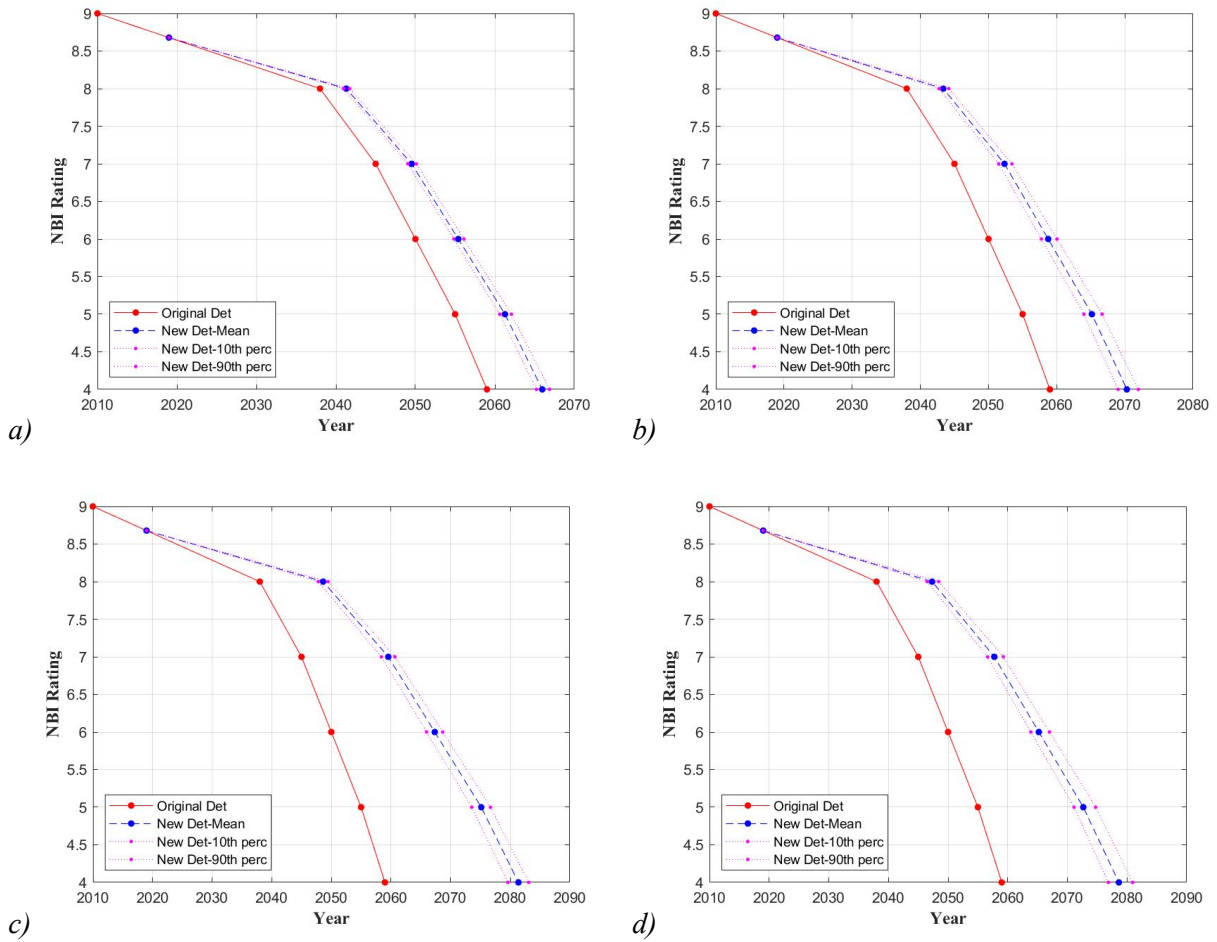 9
8.5
8
7.5
7
6.5
6
5.5
5
4.5
4
NBI Rating
Original Det
New Det-Mean
New Det-10th perc
New Det-90th perc
2010 2020 2030 2040 2050 2060 2070
Year
a)
9
8.5
8
7.5
7
6.5
6
5.5
5
4.5
4
NBI Rating
Original Det
New Det-Mean
New Det-10th perc
New Det-90th perc
2010 2020 2030 2040 2050 2060 2070 2080
Year
b)
9
8.5
8
7.5
7
6.5
6
5.5
5
4.5
4
NBI Rating
Original Det
New Det-Mean
New Det-10th perc
New Det-90th perc
2010 2020 2030 2040 2050 2060 2070 2080 2090
Year
c)
9
8.5
8
7.5
7
6.5
6
5.5
5
4.5
4
NBI Rating
Original Det
New Det-Mean
New Det-10th perc
New Det-90th perc
2010 2020 2030 2040 2050 2060 2070 2080 2090
Year
d)